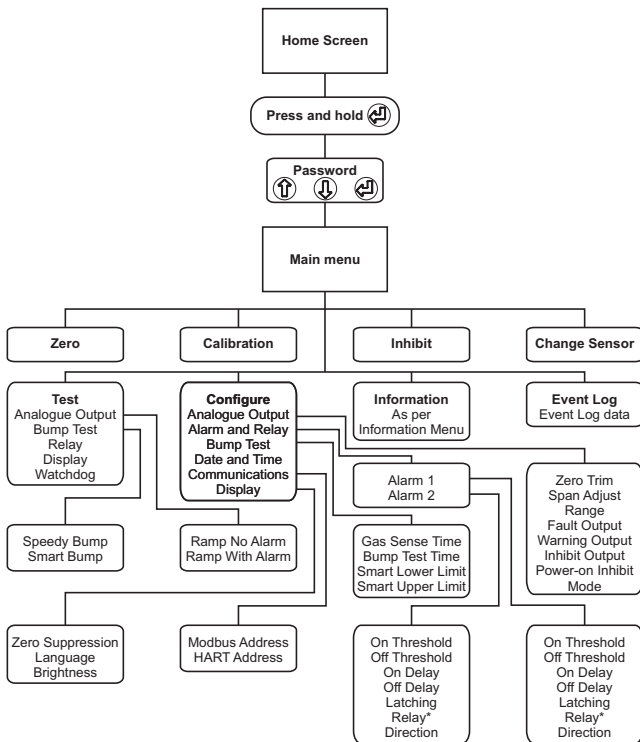 Home Screen
Press and hold
Password
Main menu
Zero
Calibration
Inhibit
Change Sensor
Test
Analogue Output
Bump Test
Relay
Display
Watchdog
Configure
Analogue Output
Alarm and Relay
Bump Test
Date and Time
Communications
Display
Information
As per
Information Menu
Event Log
Event Log data
Alarm 1
Alarm 2
Zero Trim
Span Adjust
Range
Fault Output
Warning Output
Inhibit Output
Power-on Inhibit
Mode
Speedy Bump
Smart Bump
Ramp No Alarm
Ramp With Alarm
Gas Sense Time
Bump Test Time
Smart Lower Limit
Smart Upper Limit
Zero Suppression
Language
Brightness
Modbus Address
HART Address
On Threshold
Off Threshold
On Delay
Off Delay
Latching
Relay*
Direction
On Threshold
Off Threshold
On Delay
Off Delay
Latching
Relay*
Direction